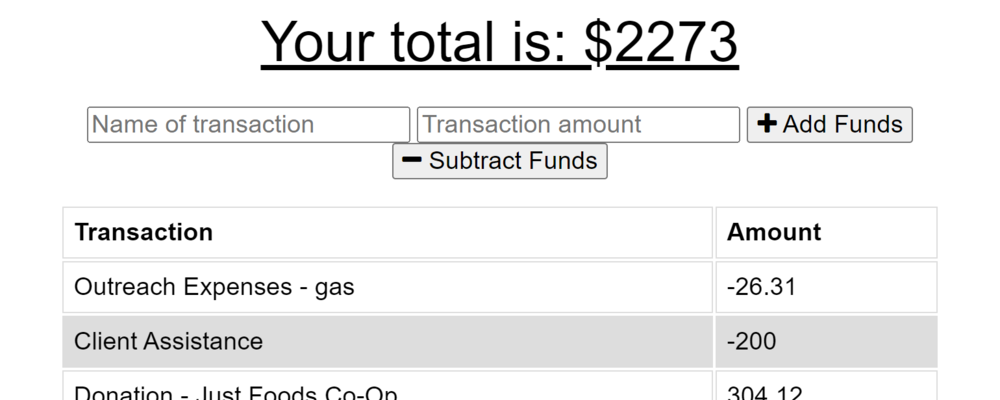 Your total is: $2273
Name of transaction Transaction amount Add Funds
Subtract Funds
Transaction Amount
Outreach Expenses - gas -26.31
Client Assistance -200
Donation - Just Foods Co-Op 304.12